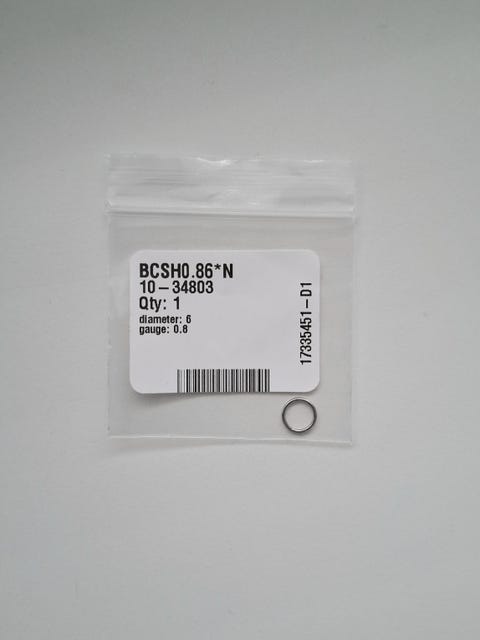 BCSH0.86*N
10-34803
Qty: 1
diameter: 6
gauge: 0.8
17335451-D1